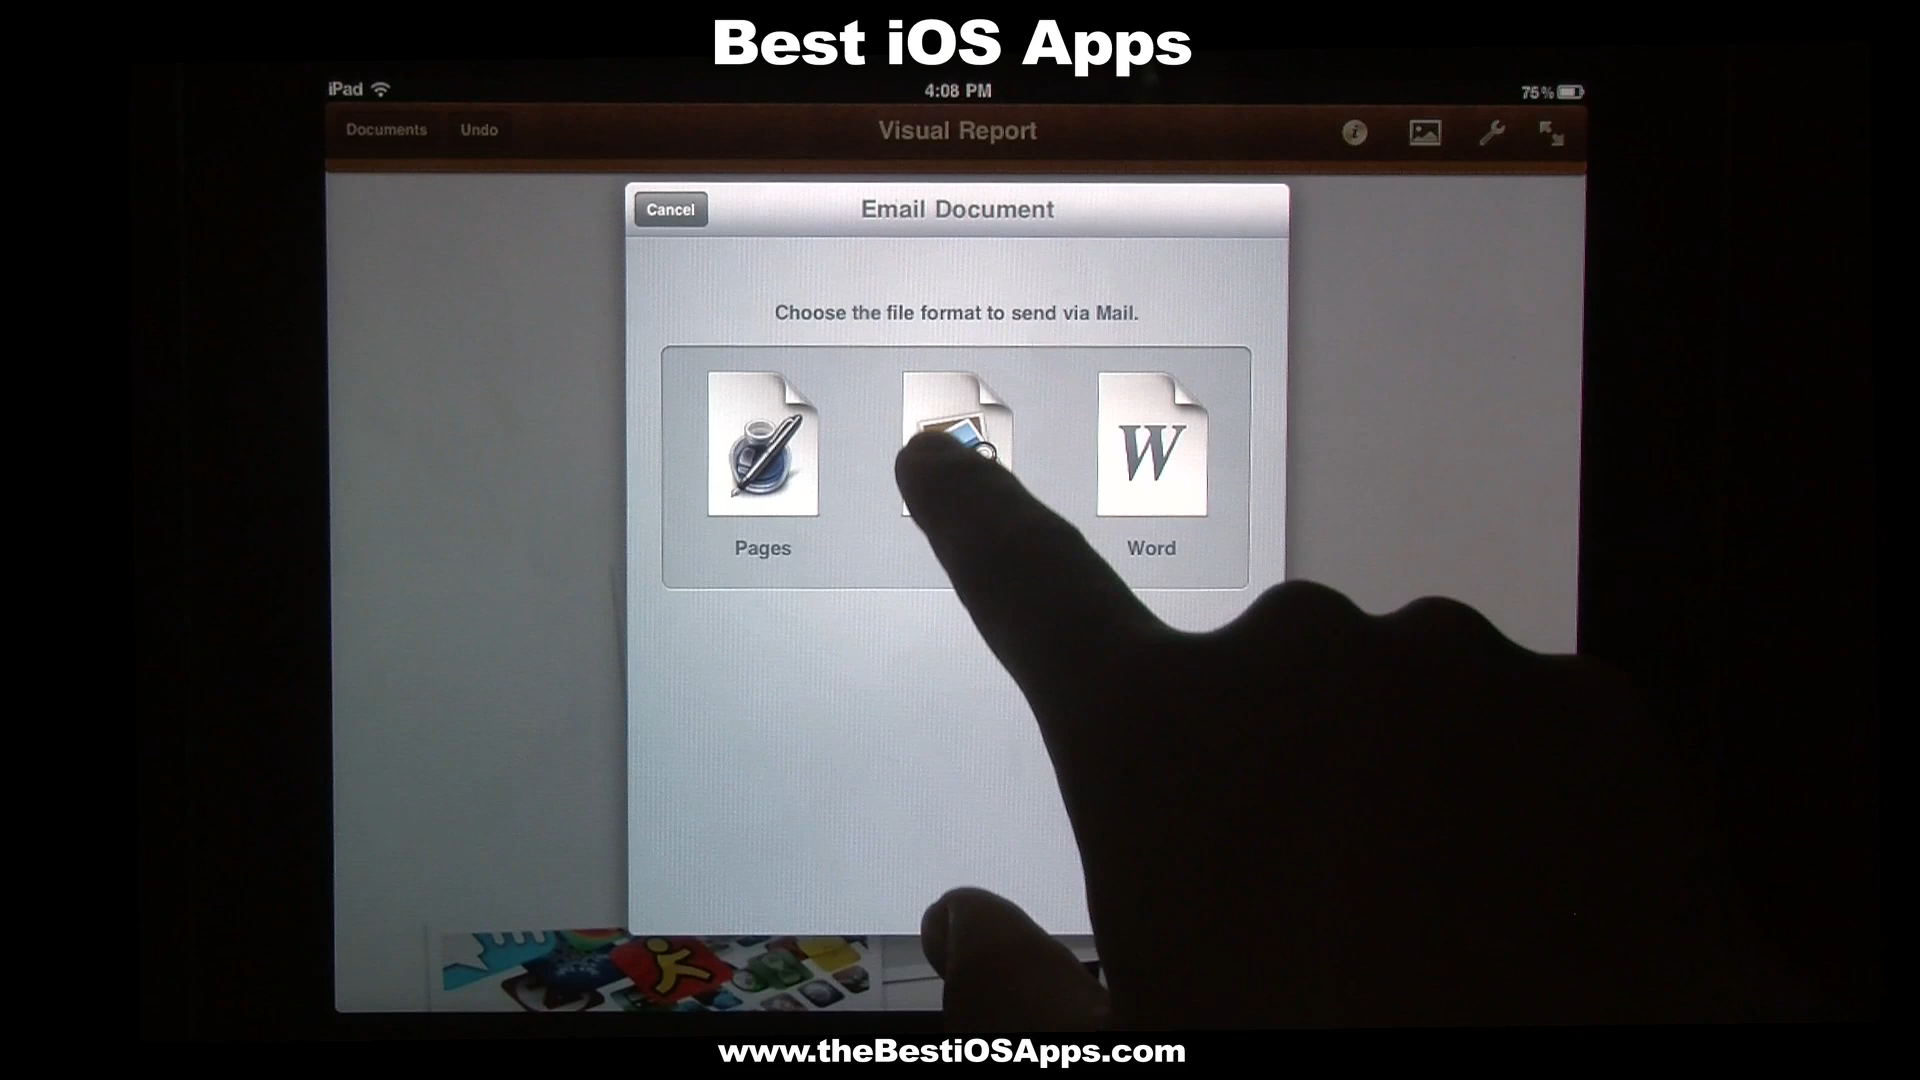 Best iOS Apps
iPad
4:08 PM
75%
Documents
Undo
Visual Report
Cancel
Email Document
Choose the file format to send via Mail.
W
Pages
Word
www.theBestiOSApps.com